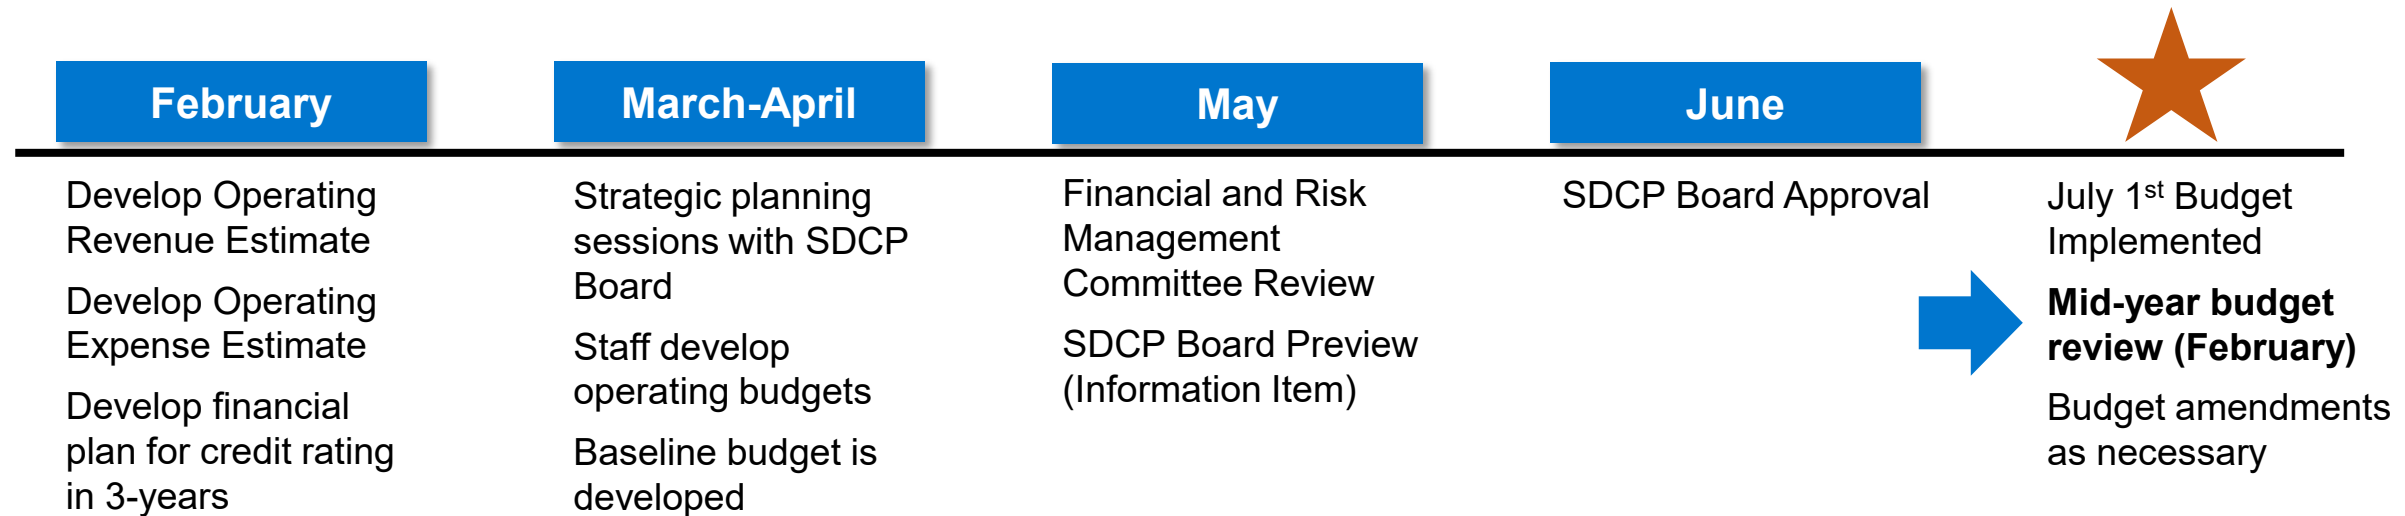 February
Develop Operating
Revenue Estimate
Develop Operating
Expense Estimate
Develop financial
plan for credit rating
in 3-years
March-April
Strategic planning
sessions with SDCP
Board
Staff develop
operating budgets
Baseline budget is
developed
May
Financial and Risk
Management
Committee Review
SDCP Board Preview
(Information Item)
June
SDCP Board Approval
July 1st Budget
Implemented
Mid-year budget
review (February)
Budget amendments
as necessary